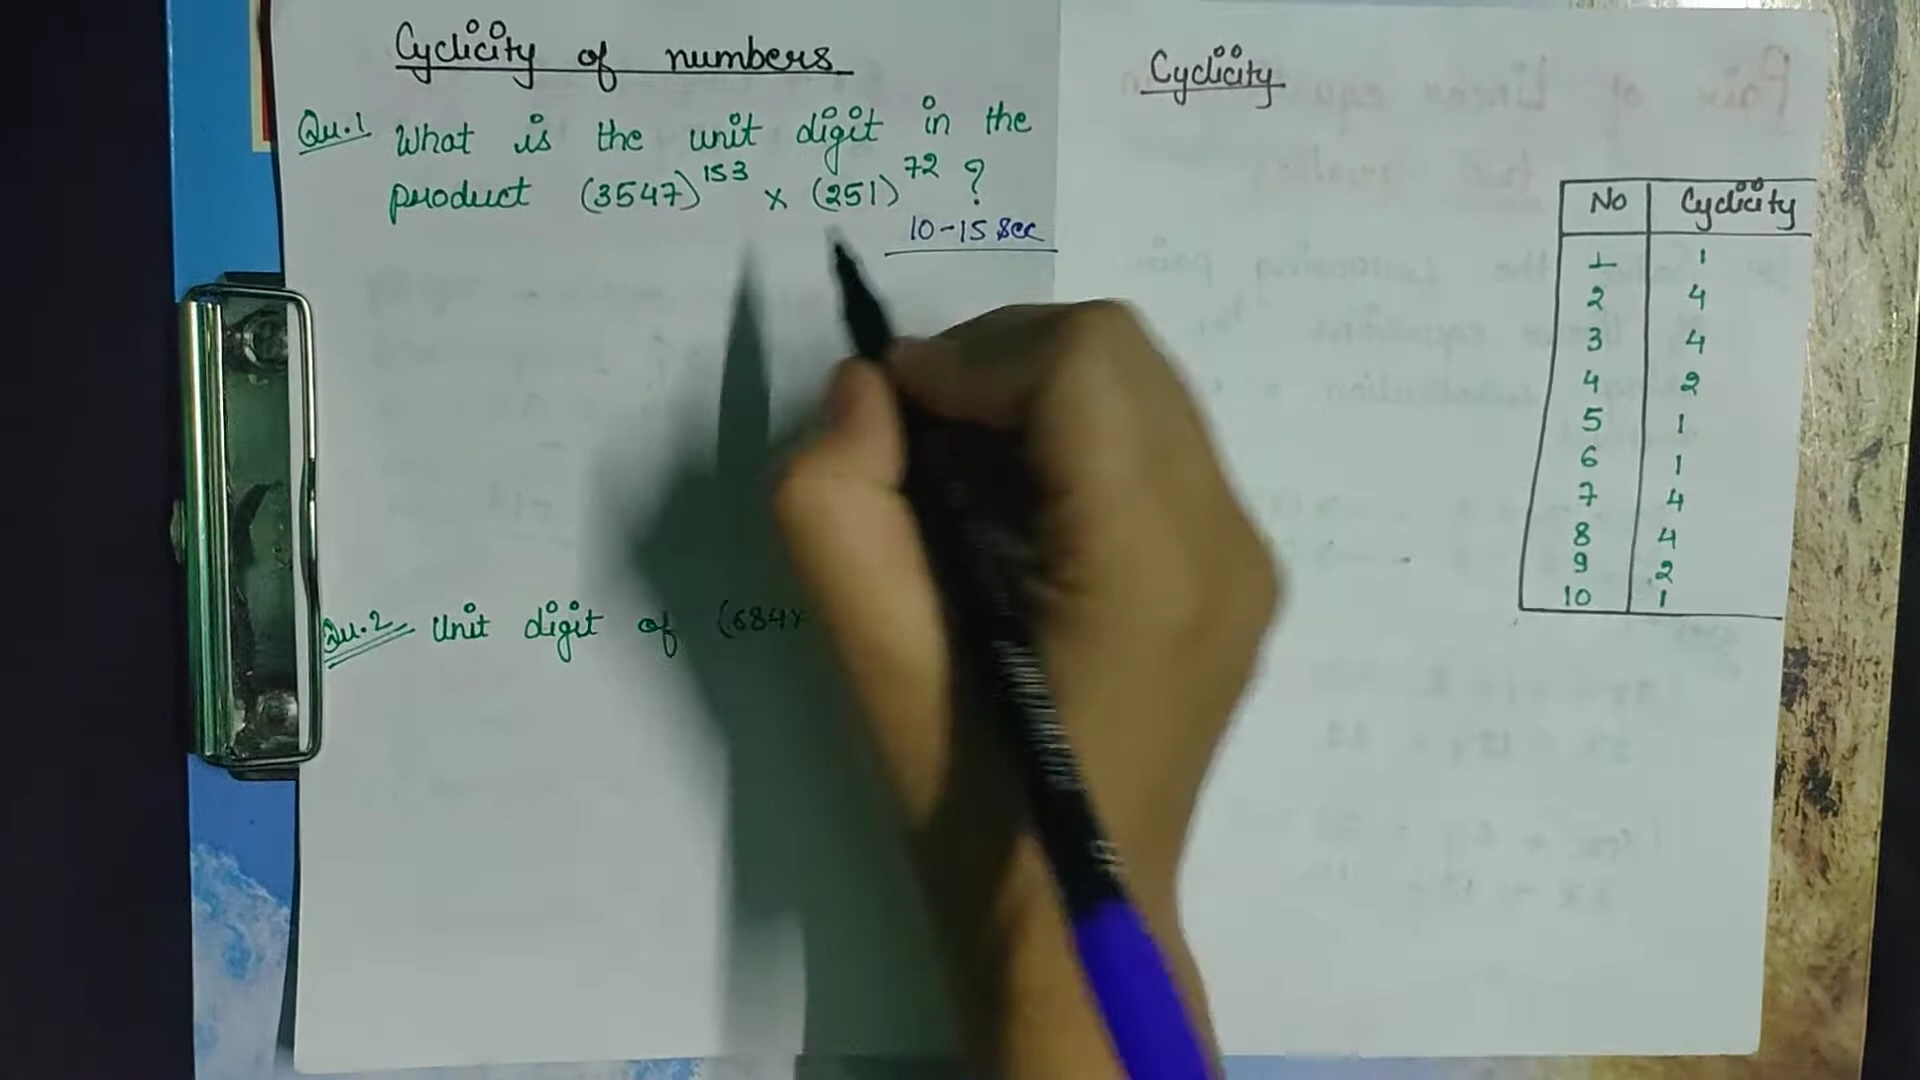 Cyclicity of numbers
Qu.1 What is the unit digit in the
product (3547)^153 x (251)^72 ?
10-15 Sec
Qu.2 Unit digit of (684x
Cyclicity
No Cyclicity
1 1
2 4
3 4
4 2
5 1
6 1
7 4
8 4
9 2
10 1